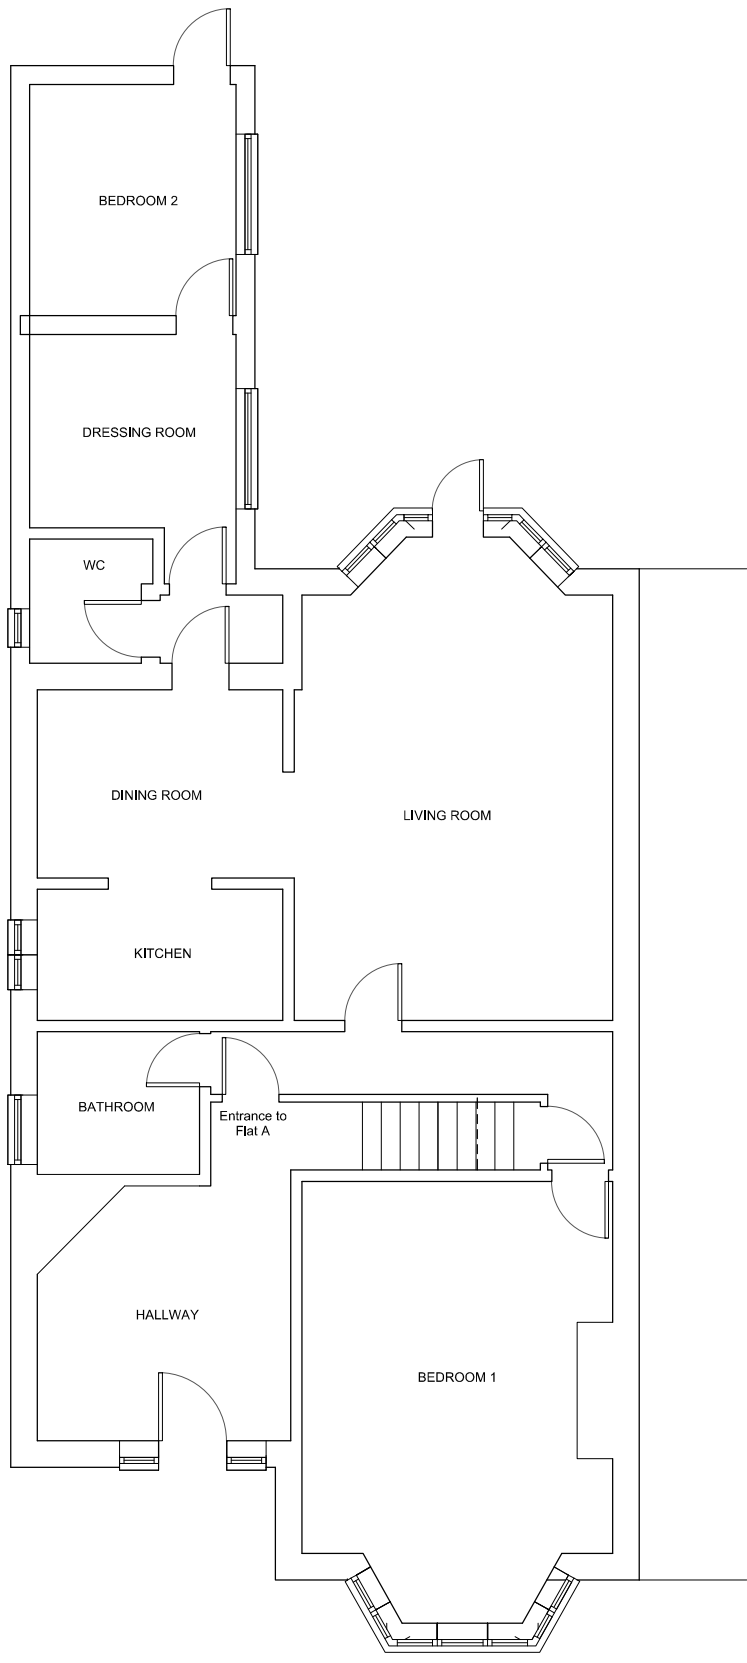 BEDROOM 2
DRESSING ROOM
WC
DINING ROOM
LIVING ROOM
KITCHEN
BATHROOM
Entrance to
Flat A
HALLWAY
BEDROOM 1